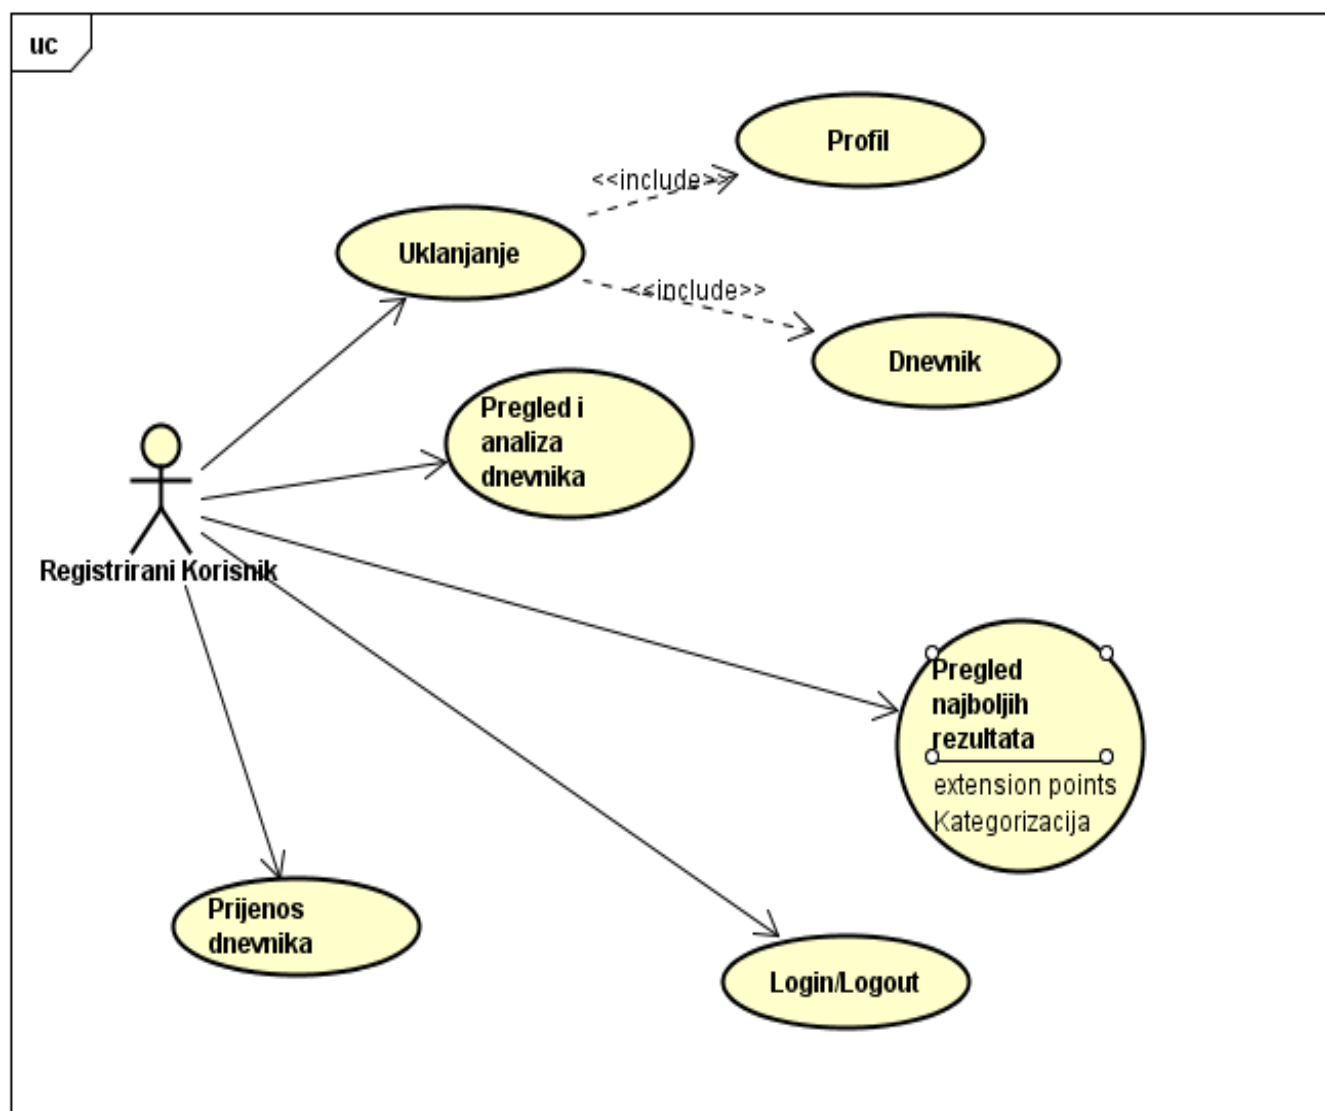 uc
Profil
<<include>>
Uklanjanje
<<include>>
Dnevnik
Pregled i
analiza
dnevnika
Registrirani Korisnik
Pregled
najboljih
rezultata
extension points
Kategorizacija
Prijenos
dnevnika
Login/Logout